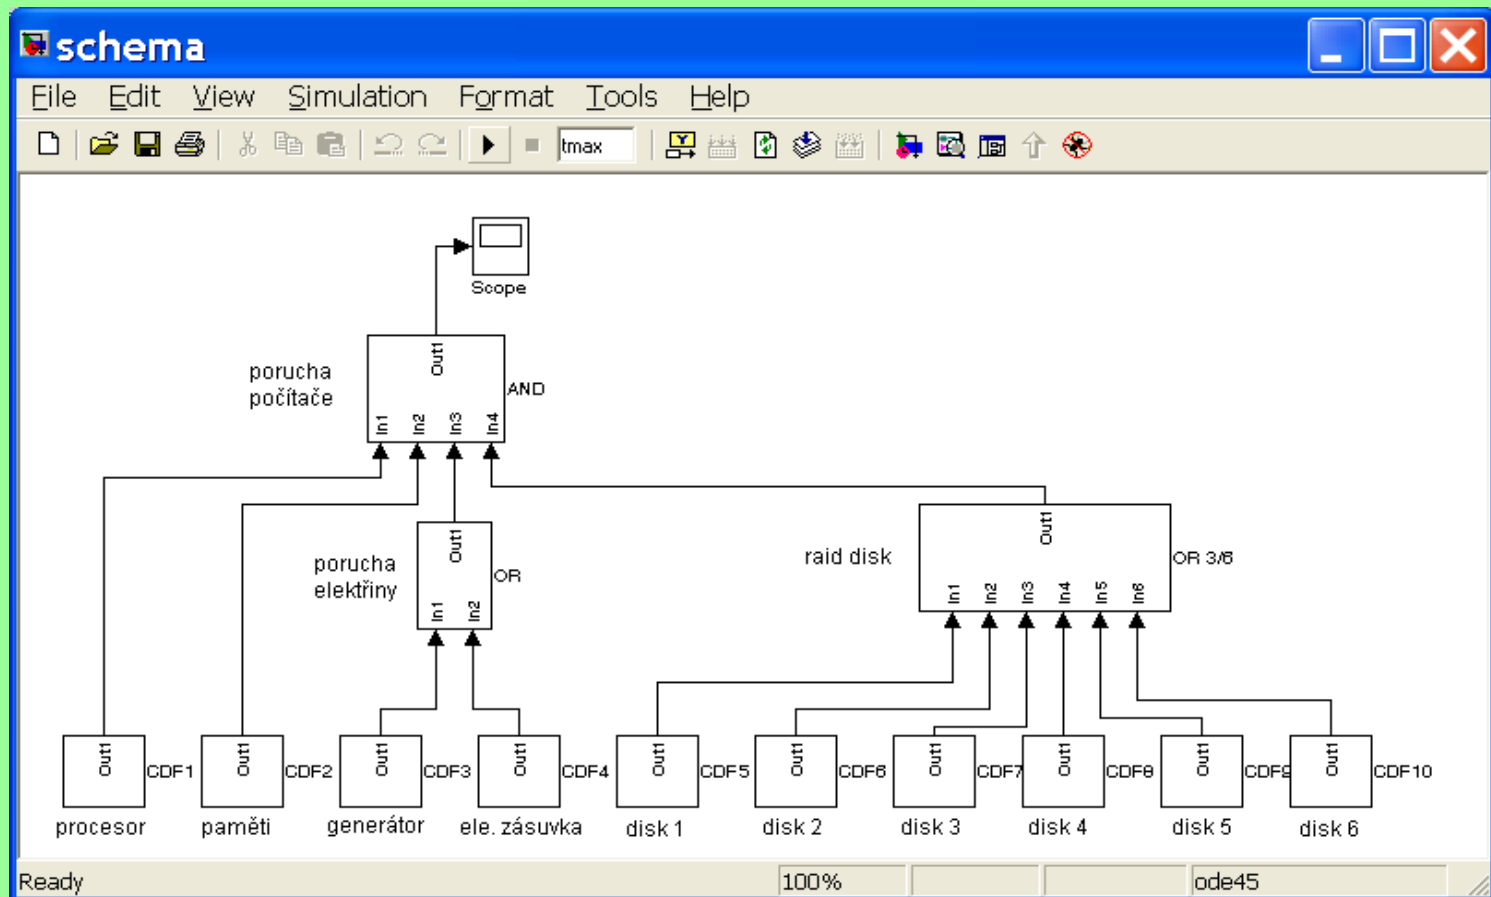 schema
File Edit View Simulation Format Tools Help
tmax
Scope
Out1
porucha
počítače
AND
In1 In2 In3 In4
Out1
porucha
elektřiny
OR
In1 In2
Out1
raid disk
OR 3/6
In1 In2 In3 In4 In5 In6
Out1 CDF1 Out1 CDF2 Out1 CDF3 Out1 CDF4 Out1 CDF5 Out1 CDF6 Out1 CDF7 Out1 CDF8 Out1 CDF9 Out1 CDF10
procesor paměti generátor ele. zásuvka disk 1 disk 2 disk 3 disk 4 disk 5 disk 6
Ready 100% ode45